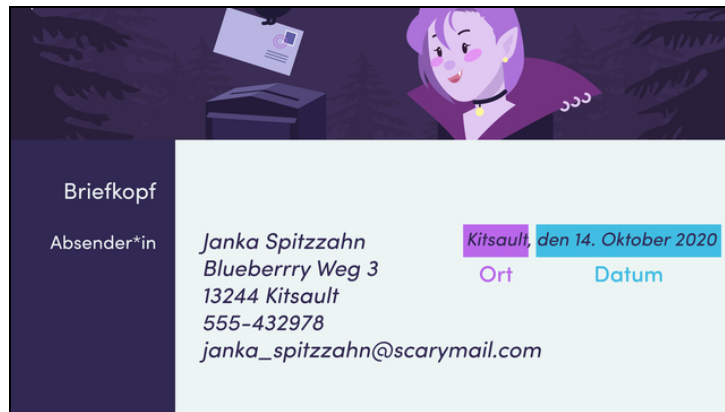 Briefkopf
Absender*in
Janka Spitzzahn
Blueberrry Weg 3
13244 Kitsault
555-432978
janka_spitzzahn@scarymail.com
Kitsault, den 14. Oktober 2020
Ort
Datum